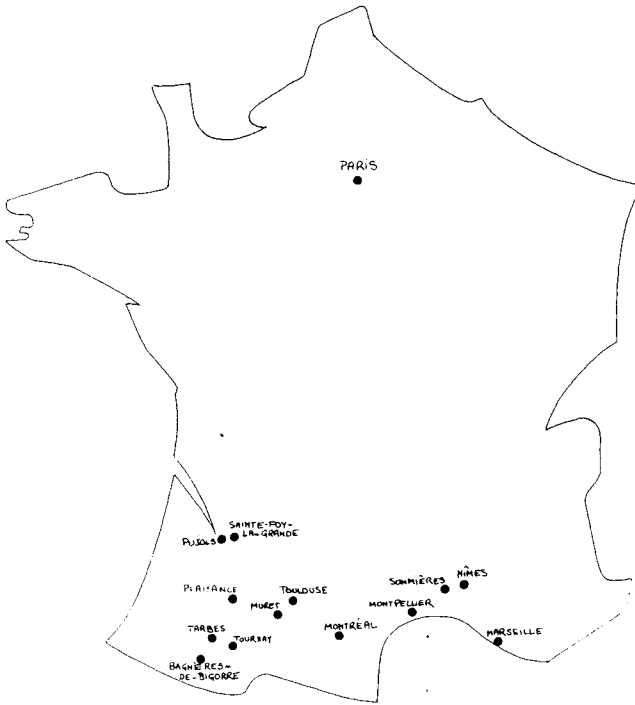 PARIS
SAINTE-FOY-
LA-GRANDE
PUJOLS
PLAISANCE
TOULOUSE
MURET
SOMMIÈRES
NÎMES
MONTPELLIER
TARBES
TOURNAY
MONTRÉAL
MARSEILLE
BAGNÈRES-
DE-BIGORRE